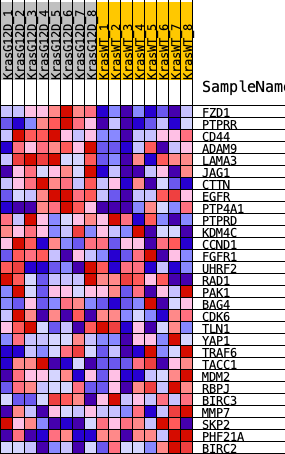 KrasG12D_1
KrasG12D_2
KrasG12D_3
KrasG12D_4
KrasG12D_5
KrasG12D_6
KrasG12D_7
KrasG12D_8
KrasWT_1
KrasWT_2
KrasWT_3
KrasWT_4
KrasWT_5
KrasWT_6
KrasWT_7
KrasWT_8
SampleName
FZD1
PTPRR
CD44
ADAM9
LAMA3
JAG1
CTTN
EGFR
PTP4A1
PTPRD
KDM4C
CCND1
FGFR1
UHRF2
RAD1
PAK1
BAG4
CDK6
TLN1
YAP1
TRAF6
TACC1
MDM2
RBPJ
BIRC3
MMP7
SKP2
PHF21A
BIRC2